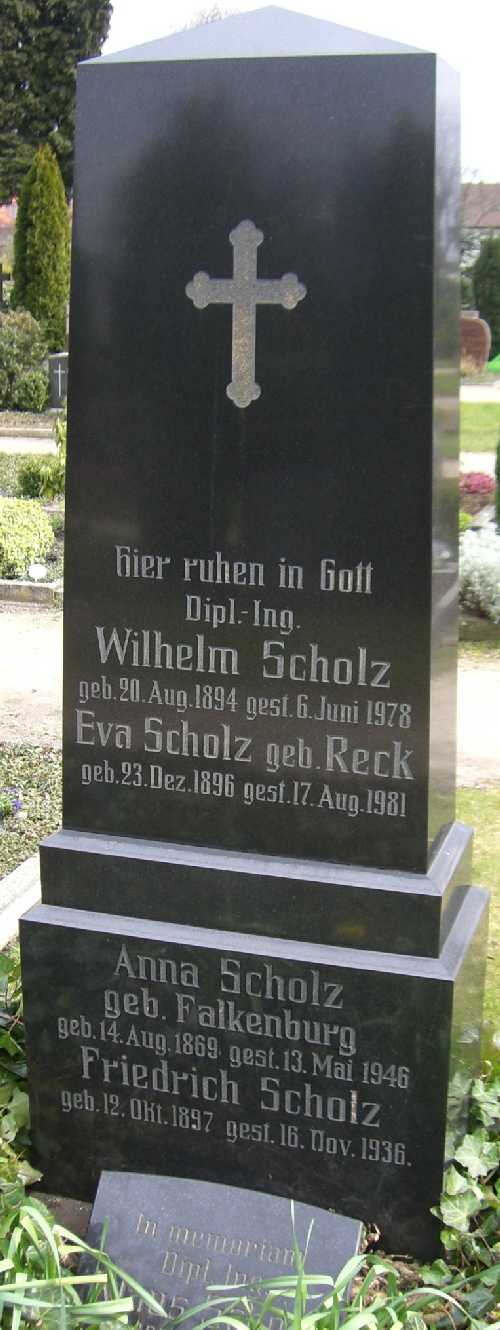 Hier ruhen in Gott
Dipl.-Ing.
Wilhelm Scholz
geb. 20. Aug. 1894 gest. 6. Juni 1978
Eva Scholz geb. Reck
geb. 23. Dez. 1896 gest. 17. Aug. 1981
Anna Scholz
geb. Falkenburg
geb. 14. Aug. 1869 gest. 13. Mai 1946
Friedrich Scholz
geb. 12. Okt. 1897 gest. 16. Nov. 1936.
In memoriam
Dipl. Ing.